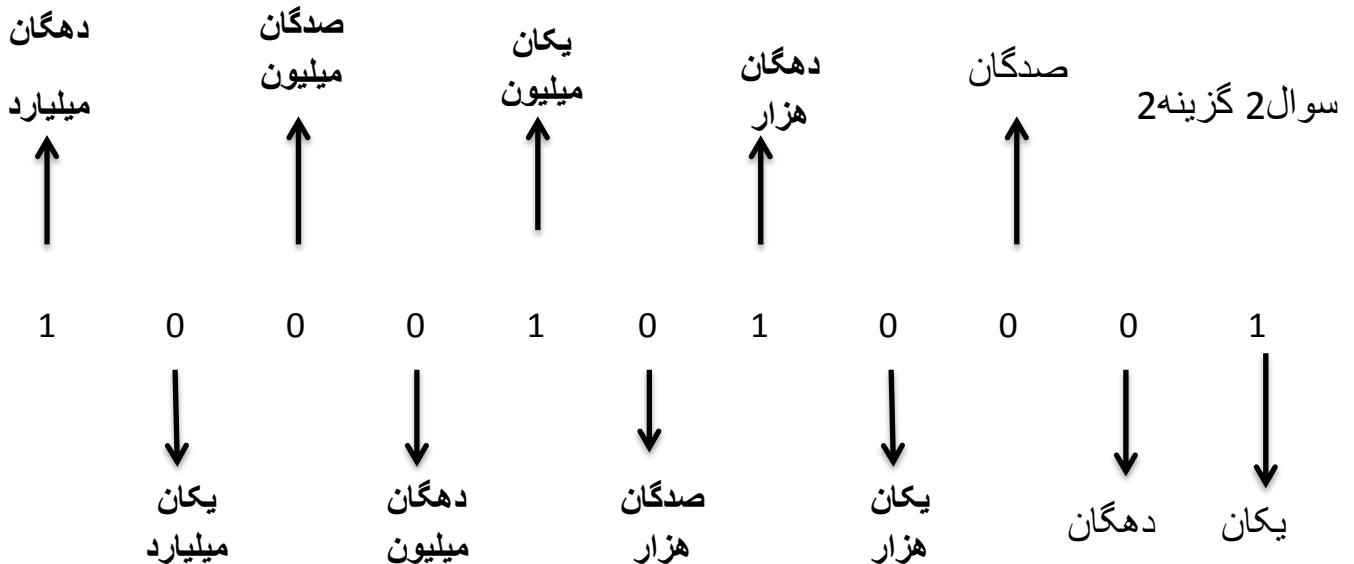 سوال2 گزینه2
دهگان
میلیارد
صدگان
میلیون
یکان
میلیون
دهگان
هزار
صدگان
1 0 0 0 1 0 1 0 0 0 1
یکان
میلیارد
دهگان
میلیون
صدگان
هزار
یکان
هزار
دهگان
یکان